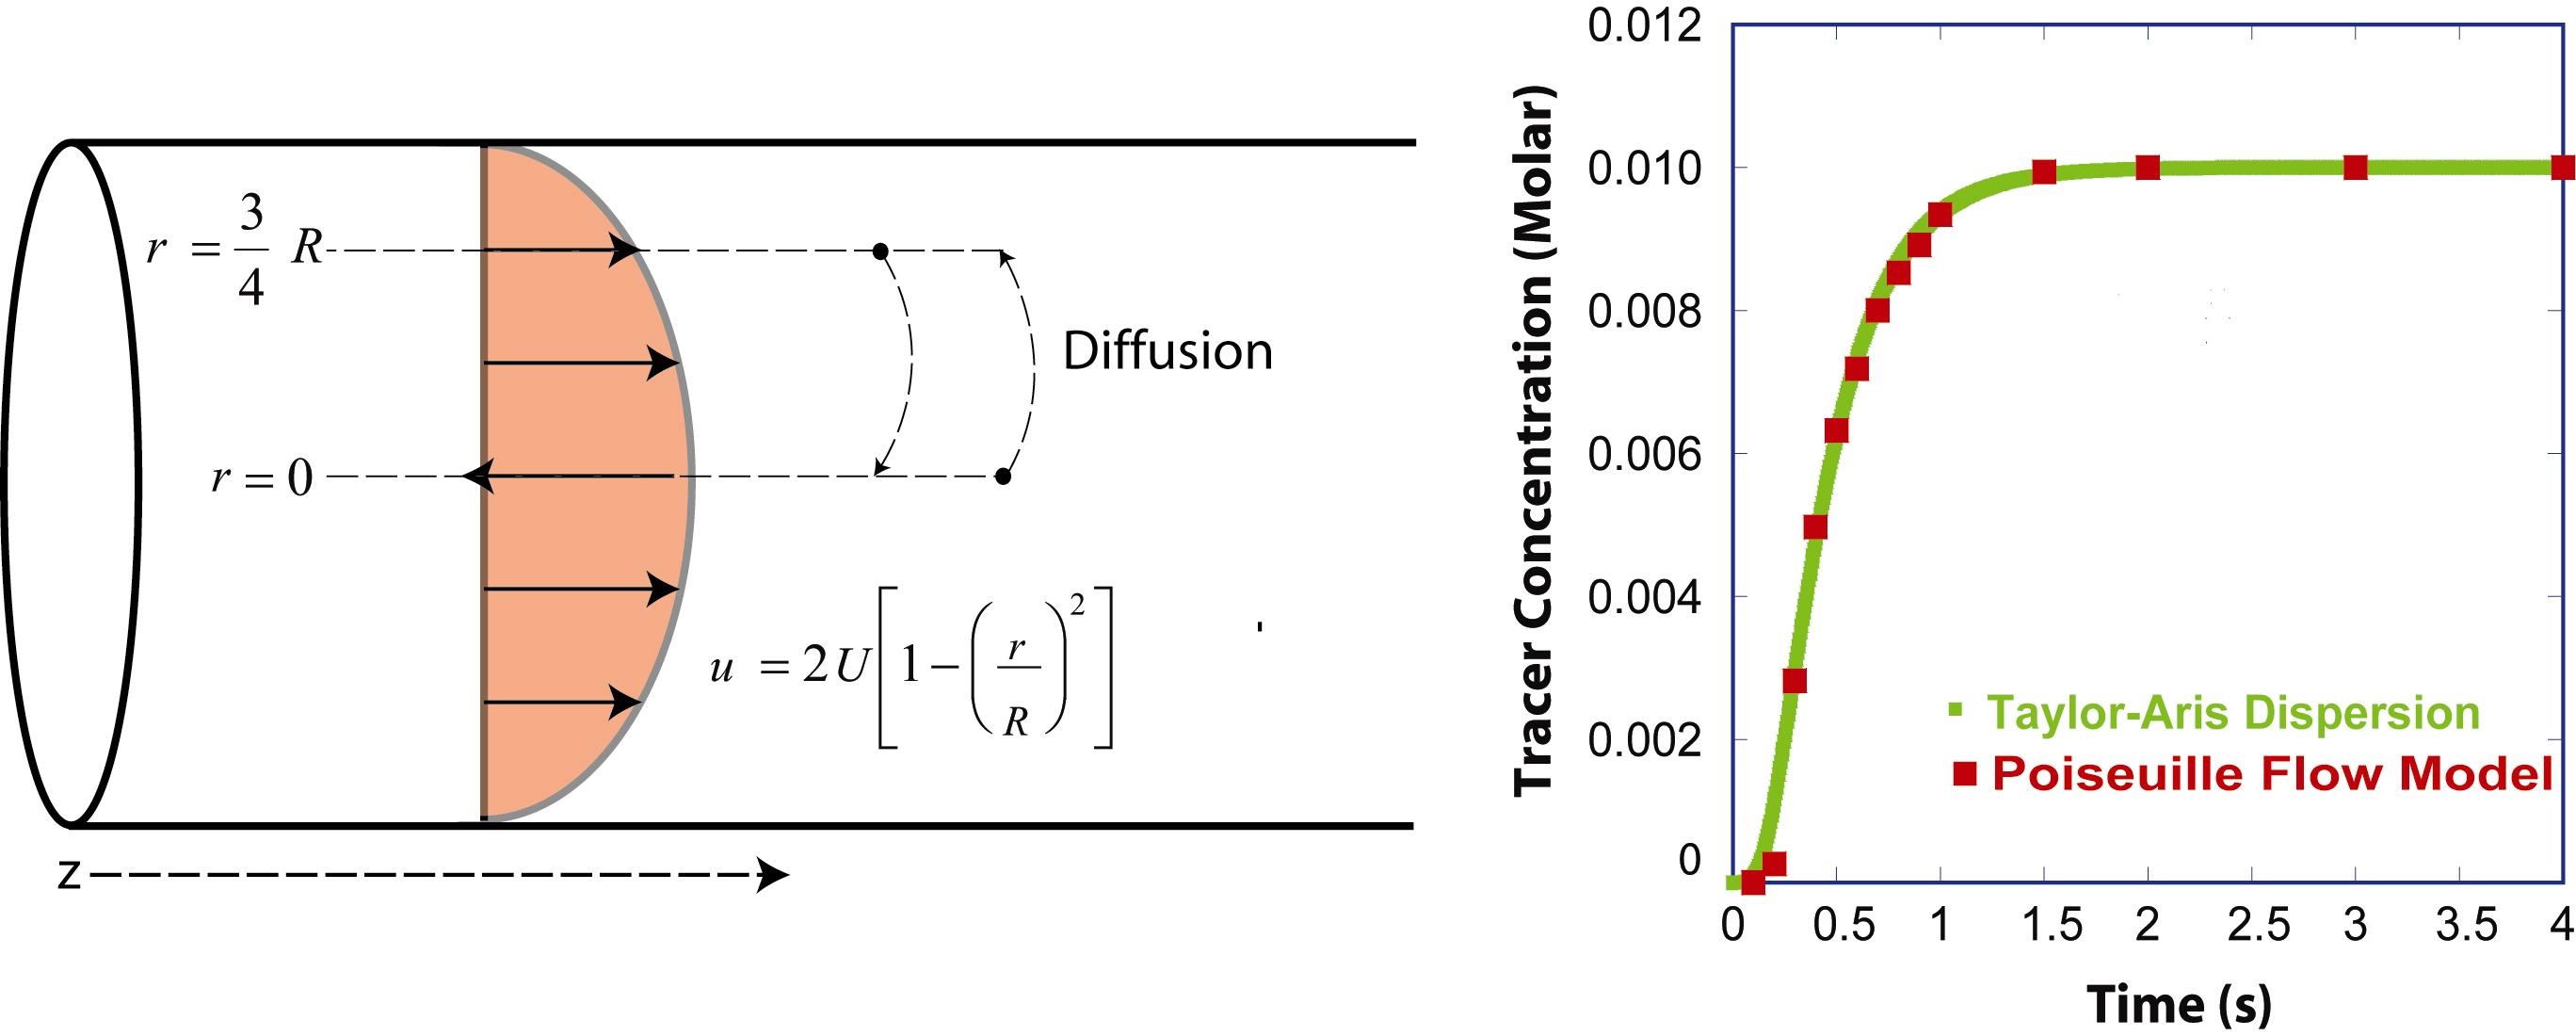 r = 3/4 R
r = 0
Diffusion
u = 2U[1−(r/R)²]
z
Tracer Concentration (Molar)
0.012
0.010
0.008
0.006
0.004
0.002
0
Taylor-Aris Dispersion
Poiseuille Flow Model
0 0.5 1 1.5 2 2.5 3 3.5 4
Time (s)